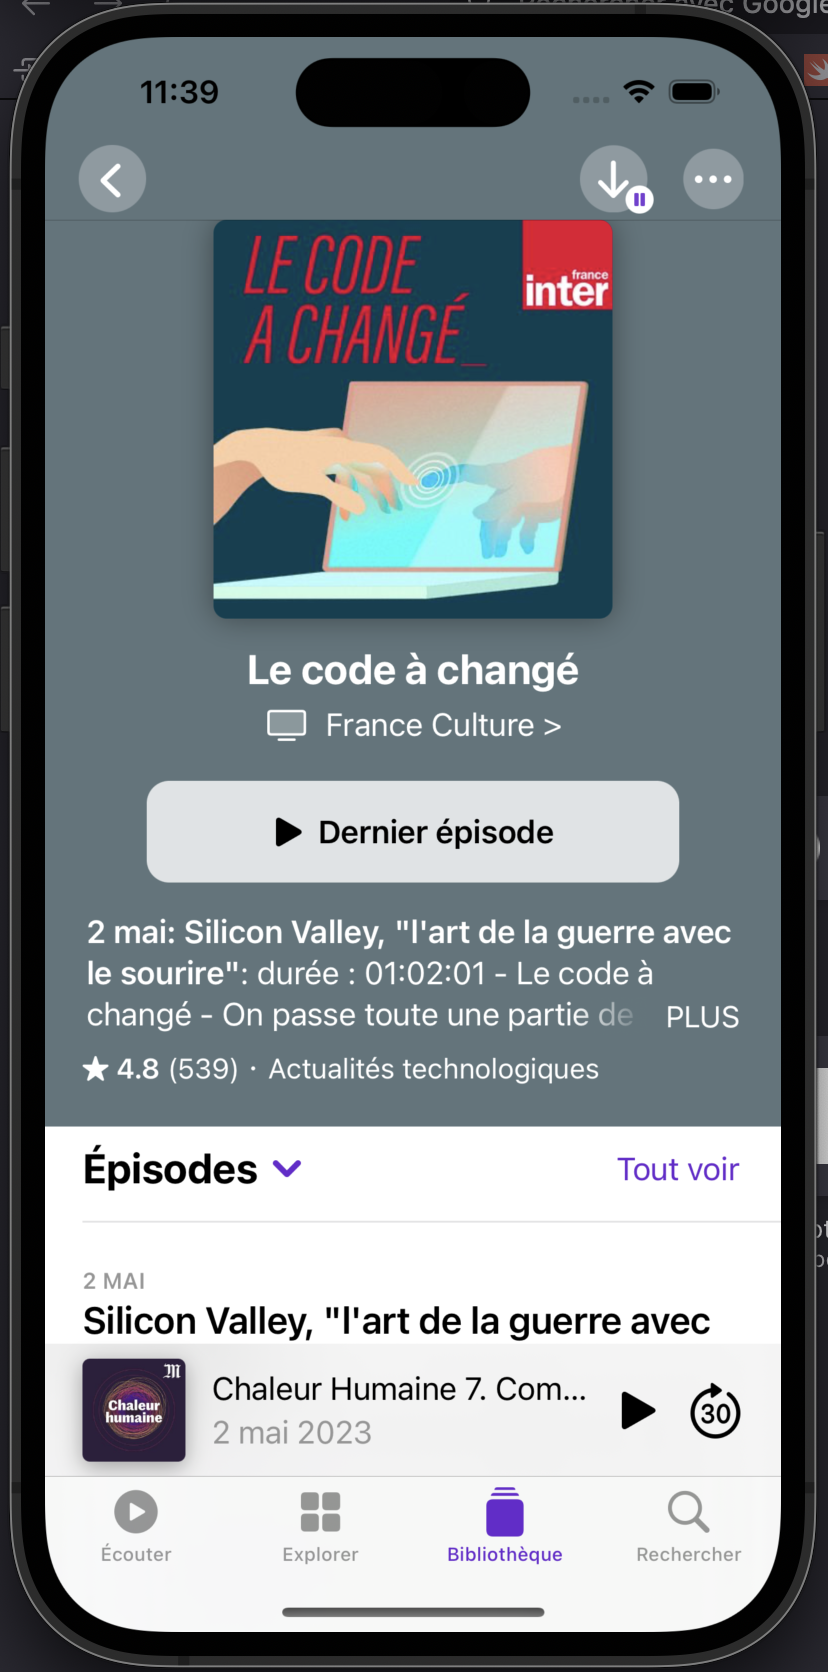 avec Google
11:39
LE CODE
A CHANGÉ_
france
inter
Le code à changé
France Culture >
Dernier épisode
2 mai: Silicon Valley, "l'art de la guerre avec
le sourire": durée : 01:02:01 - Le code à
changé - On passe toute une partie de PLUS
4.8 (539) · Actualités technologiques
Épisodes
Tout voir
2 MAI
Silicon Valley, "l'art de la guerre avec
M
Chaleur
humaine
Chaleur Humaine 7. Com...
2 mai 2023
30
Écouter
Explorer
Bibliothèque
Rechercher